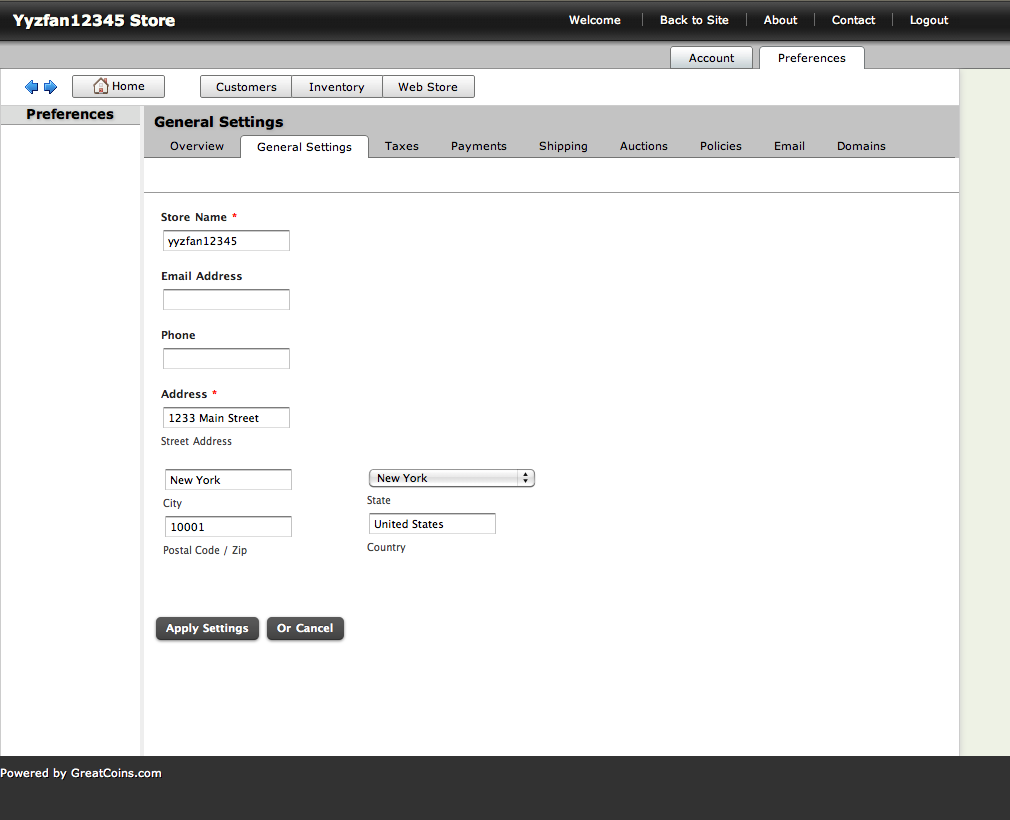 Yyzfan12345 Store
Welcome Back to Site About Contact Logout
Account Preferences
Home Customers Inventory Web Store
Preferences
General Settings
Overview General Settings Taxes Payments Shipping Auctions Policies Email Domains
Store Name *
yyzfan12345
Email Address
Phone
Address *
1233 Main Street
Street Address
New York New York
City State
10001 United States
Postal Code / Zip Country
Apply Settings Or Cancel
Powered by GreatCoins.com